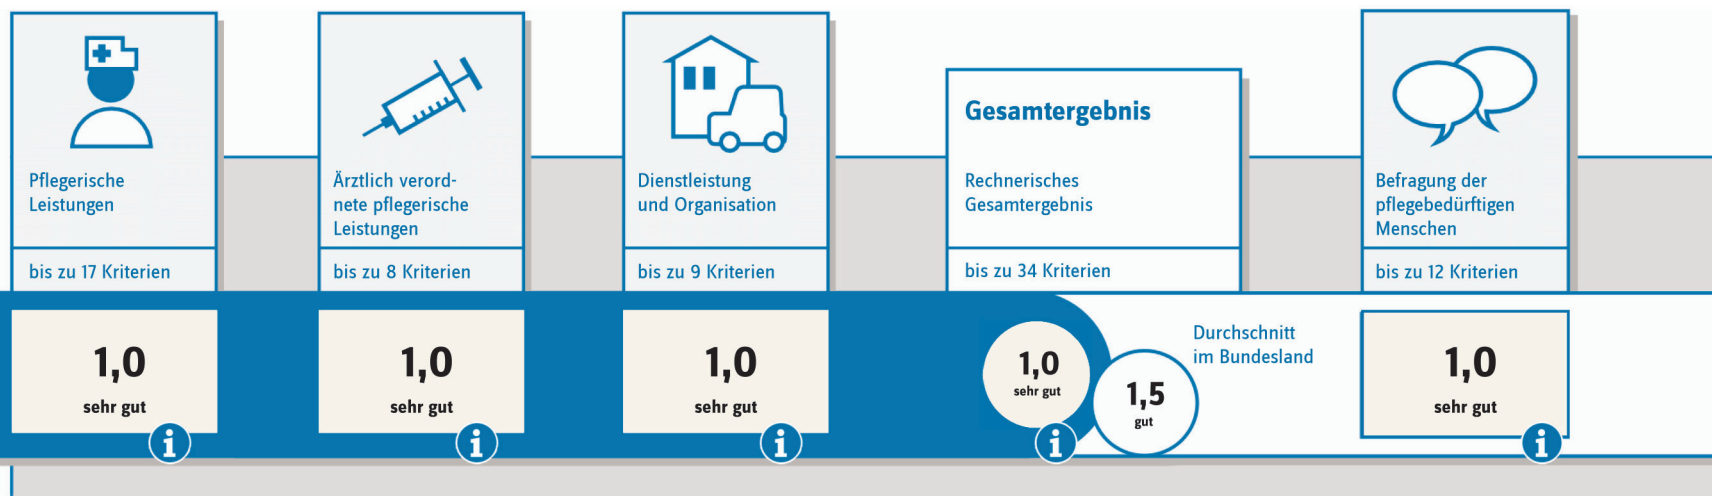 Pflegerische
Leistungen
bis zu 17 Kriterien
1,0
sehr gut
i
Ärztlich verord-
nete pflegerische
Leistungen
bis zu 8 Kriterien
1,0
sehr gut
i
Dienstleistung
und Organisation
bis zu 9 Kriterien
1,0
sehr gut
i
Gesamtergebnis
Rechnerisches
Gesamtergebnis
bis zu 34 Kriterien
1,0
sehr gut
i
Durchschnitt
im Bundesland
1,5
gut
Befragung der
pflegebedürftigen
Menschen
bis zu 12 Kriterien
1,0
sehr gut
i